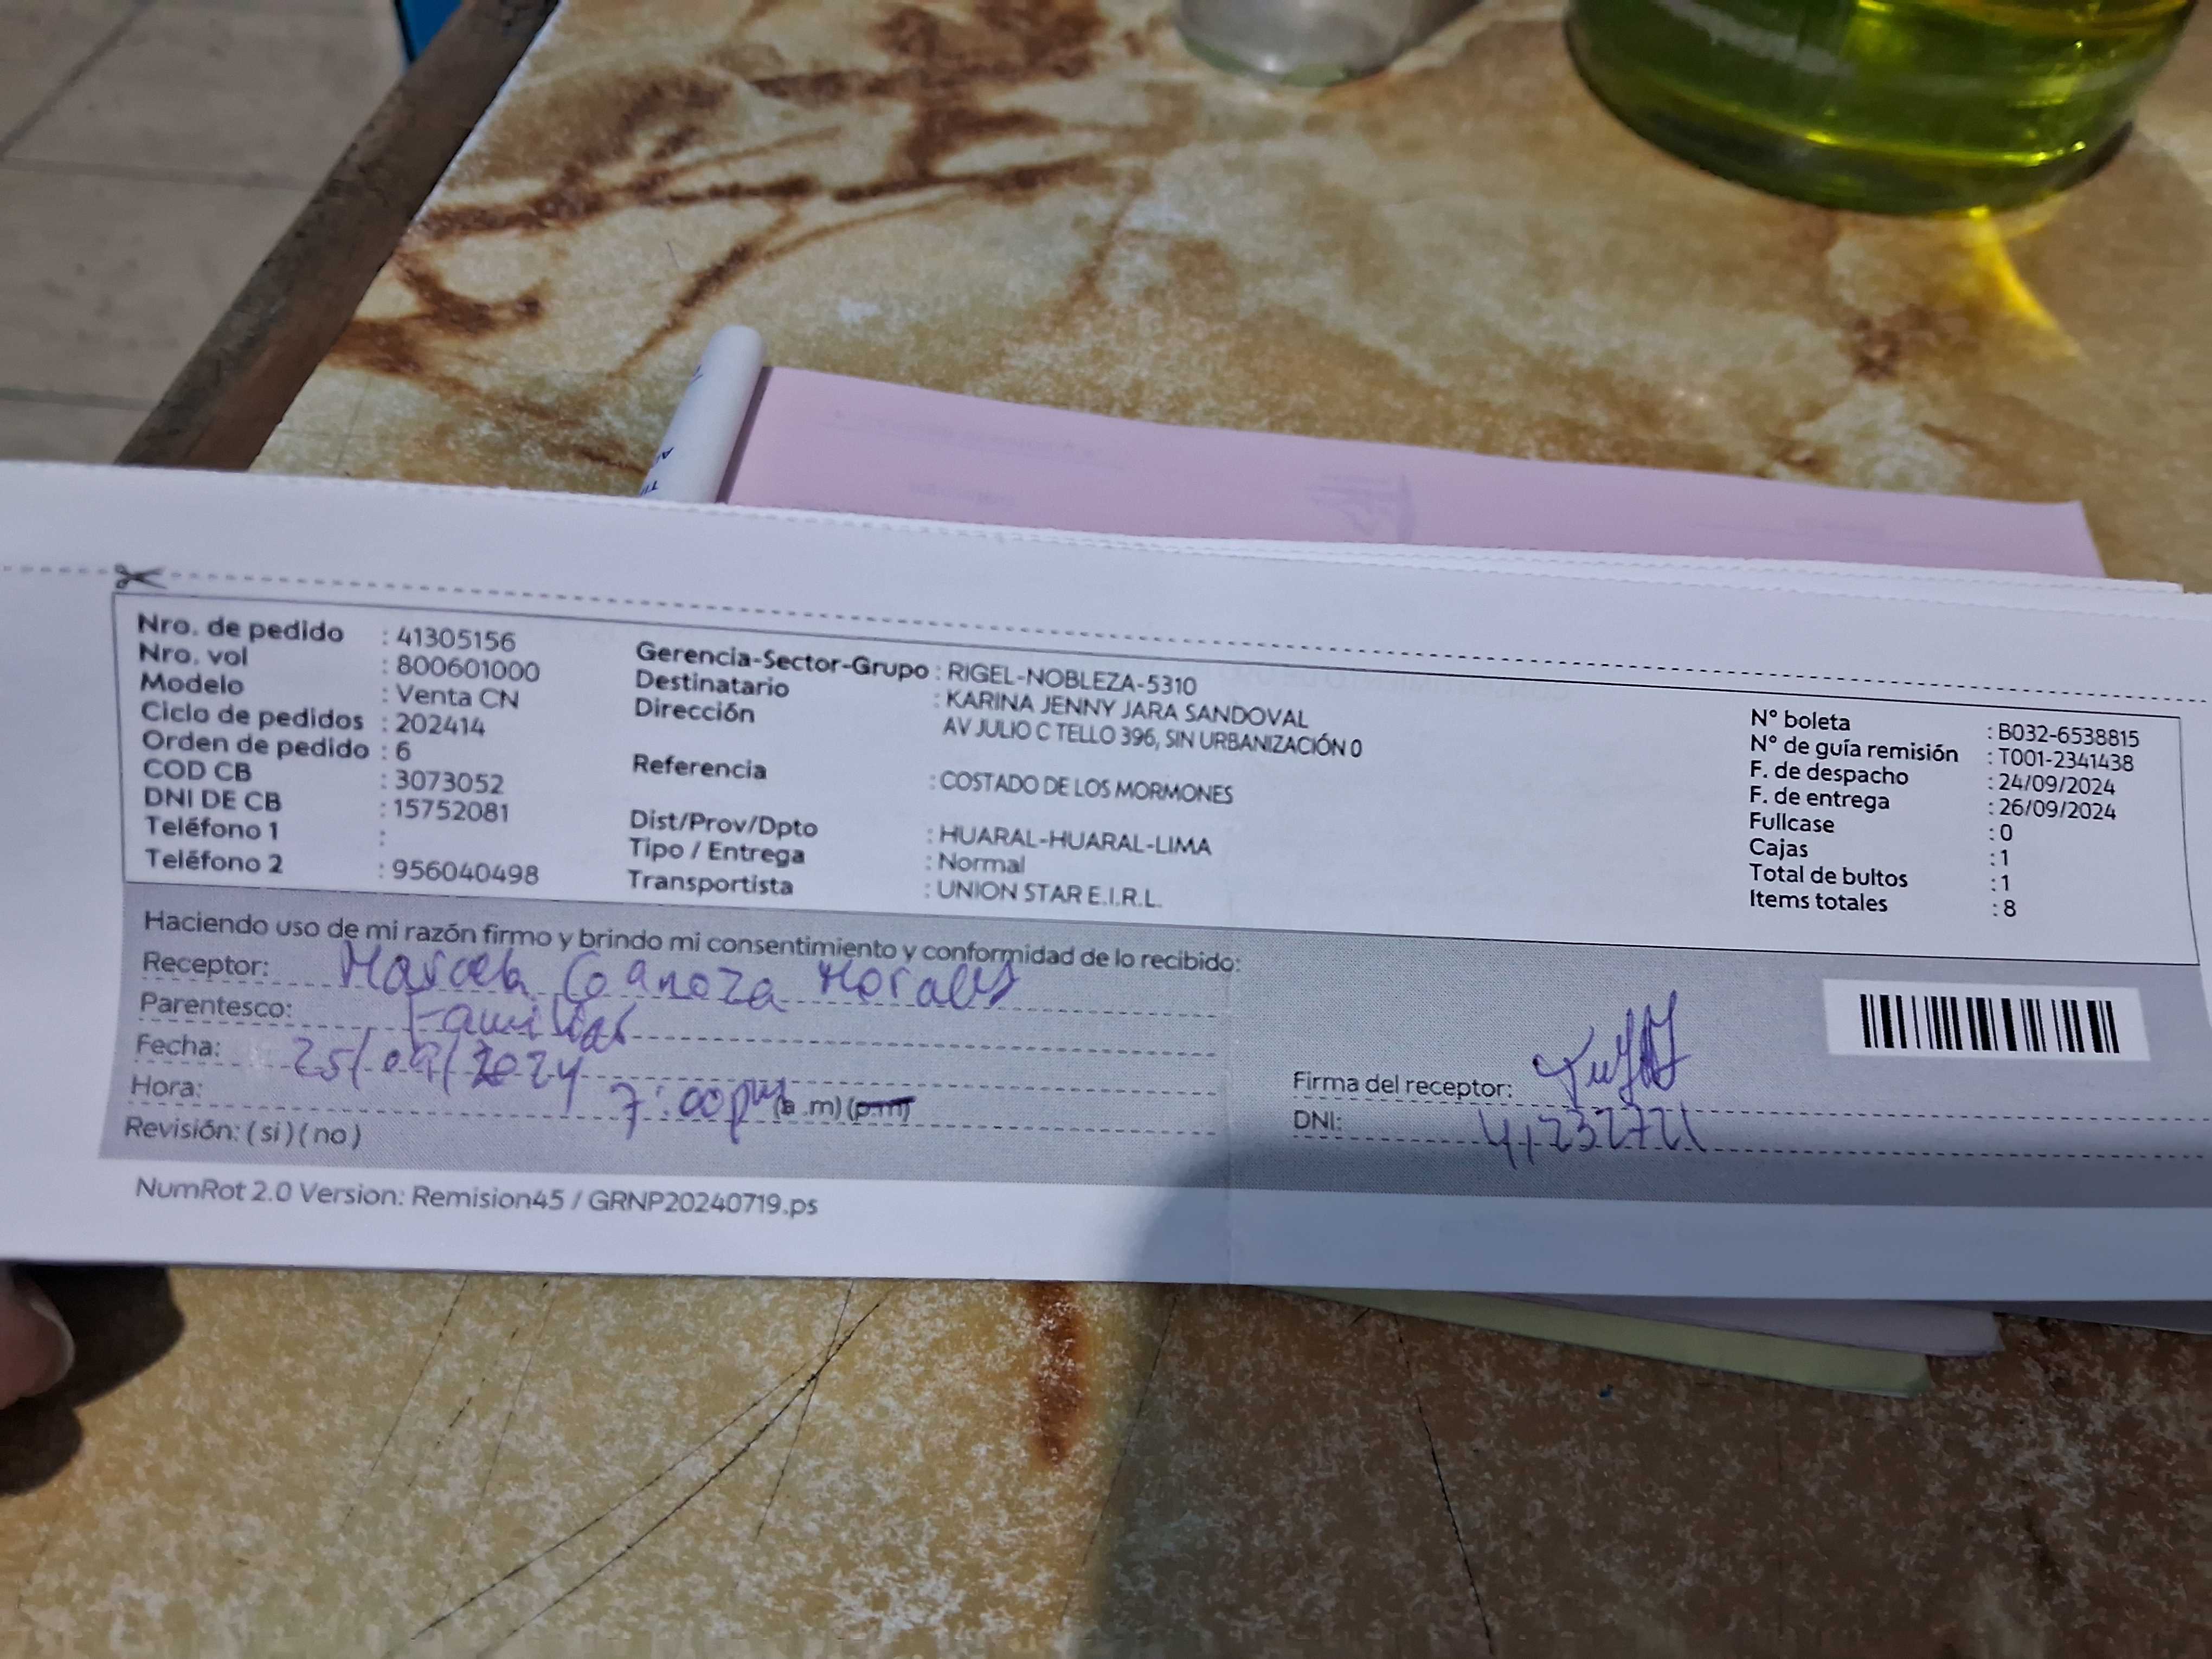 Nro. de pedido : 41305156
Nro. vol : 800601000
Modelo : Venta CN
Ciclo de pedidos : 202414
Orden de pedido : 6
COD CB : 3073052
DNI DE CB : 15752081
Teléfono 1 :
Teléfono 2 : 956040498
Gerencia-Sector-Grupo : RIGEL-NOBLEZA-5310
Destinatario : KARINA JENNY JARA SANDOVAL
Dirección AV JULIO C TELLO 396, SIN URBANIZACIÓN 0
Referencia : COSTADO DE LOS MORMONES
Dist/Prov/Dpto : HUARAL-HUARAL-LIMA
Tipo / Entrega : Normal
Transportista : UNION STAR E.I.R.L.
N° boleta : B032-6538815
N° de guía remisión : T001-2341438
F. de despacho : 24/09/2024
F. de entrega : 26/09/2024
Fullcase : 0
Cajas : 1
Total de bultos : 1
Items totales : 8
Haciendo uso de mi razón firmo y brindo mi consentimiento y conformidad de lo recibido:
Receptor: Morales
Parentesco: Familiar
Fecha: 25/09/2024
Hora: 7:00pm (a.m) (p.m)
Revisión: ( si ) ( no )
Firma del receptor:
DNI: 41232721
NumRot 2.0 Version: Remision45 / GRNP20240719.ps